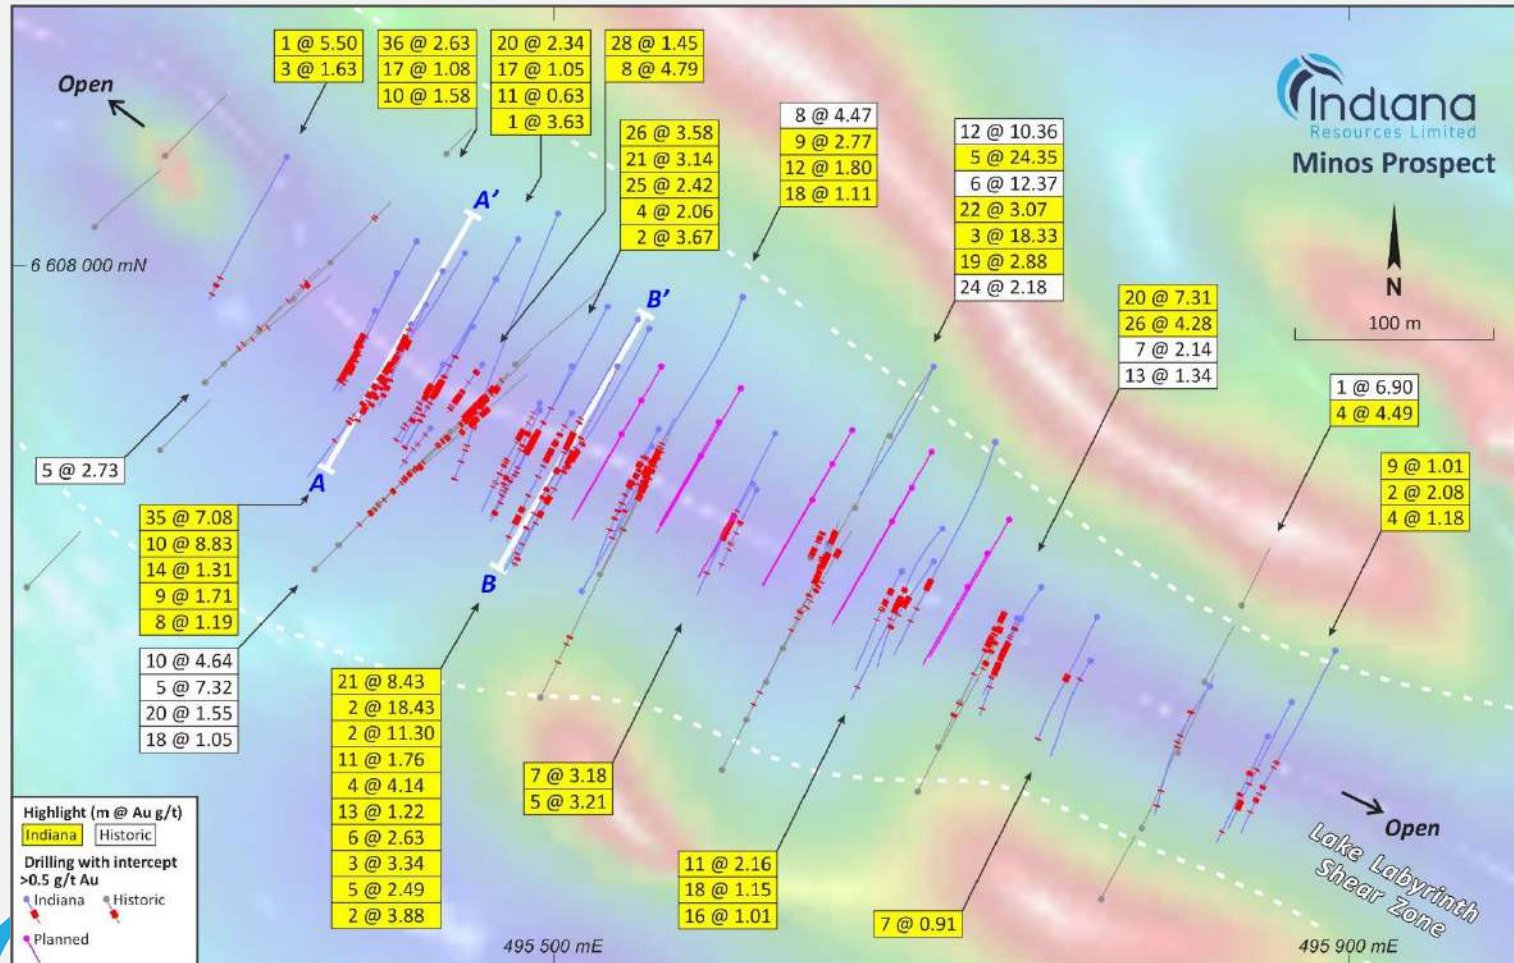 1 @ 5.50
3 @ 1.63
36 @ 2.63
17 @ 1.08
10 @ 1.58
20 @ 2.34
17 @ 1.05
11 @ 0.63
1 @ 3.63
28 @ 1.45
8 @ 4.79
Open
26 @ 3.58
21 @ 3.14
25 @ 2.42
4 @ 2.06
2 @ 3.67
8 @ 4.47
9 @ 2.77
12 @ 1.80
18 @ 1.11
12 @ 10.36
5 @ 24.35
6 @ 12.37
22 @ 3.07
3 @ 18.33
19 @ 2.88
24 @ 2.18
Indiana
Resources Limited
Minos Prospect
N
100 m
A'
6 608 000 mN
B'
20 @ 7.31
26 @ 4.28
7 @ 2.14
13 @ 1.34
1 @ 6.90
4 @ 4.49
9 @ 1.01
2 @ 2.08
4 @ 1.18
5 @ 2.73
A
35 @ 7.08
10 @ 8.83
14 @ 1.31
9 @ 1.71
8 @ 1.19
B
10 @ 4.64
5 @ 7.32
20 @ 1.55
18 @ 1.05
21 @ 8.43
2 @ 18.43
2 @ 11.30
11 @ 1.76
4 @ 4.14
13 @ 1.22
6 @ 2.63
3 @ 3.34
5 @ 2.49
2 @ 3.88
7 @ 3.18
5 @ 3.21
11 @ 2.16
18 @ 1.15
16 @ 1.01
7 @ 0.91
Open
Lake Labyrinth
Shear Zone
Highlight (m @ Au g/t)
Indiana Historic
Drilling with intercept
>0.5 g/t Au
Indiana Historic
Planned
495 500 mE
495 900 mE